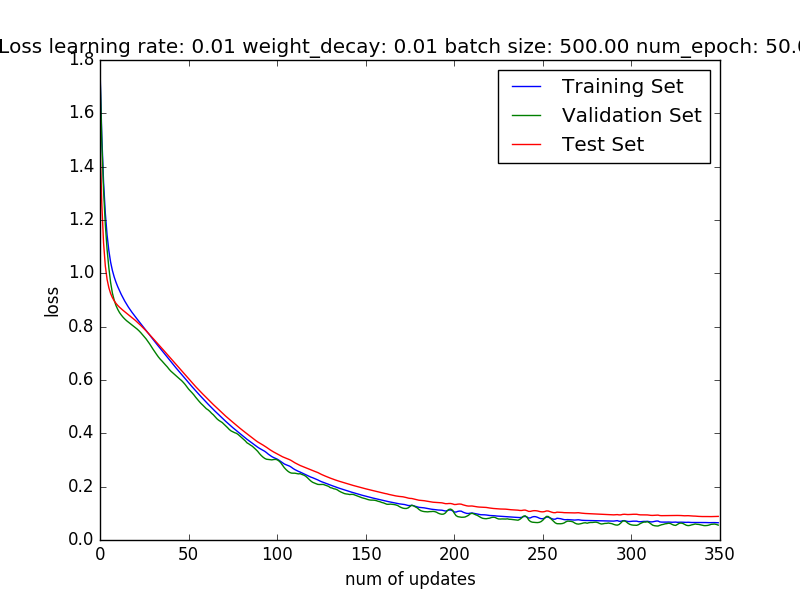 Loss learning rate: 0.01 weight_decay: 0.01 batch size: 500.00 num_epoch: 50.0
1.8
1.6
1.4
1.2
1.0
0.8
0.6
0.4
0.2
0.0
loss
Training Set
Validation Set
Test Set
0 50 100 150 200 250 300 350
num of updates